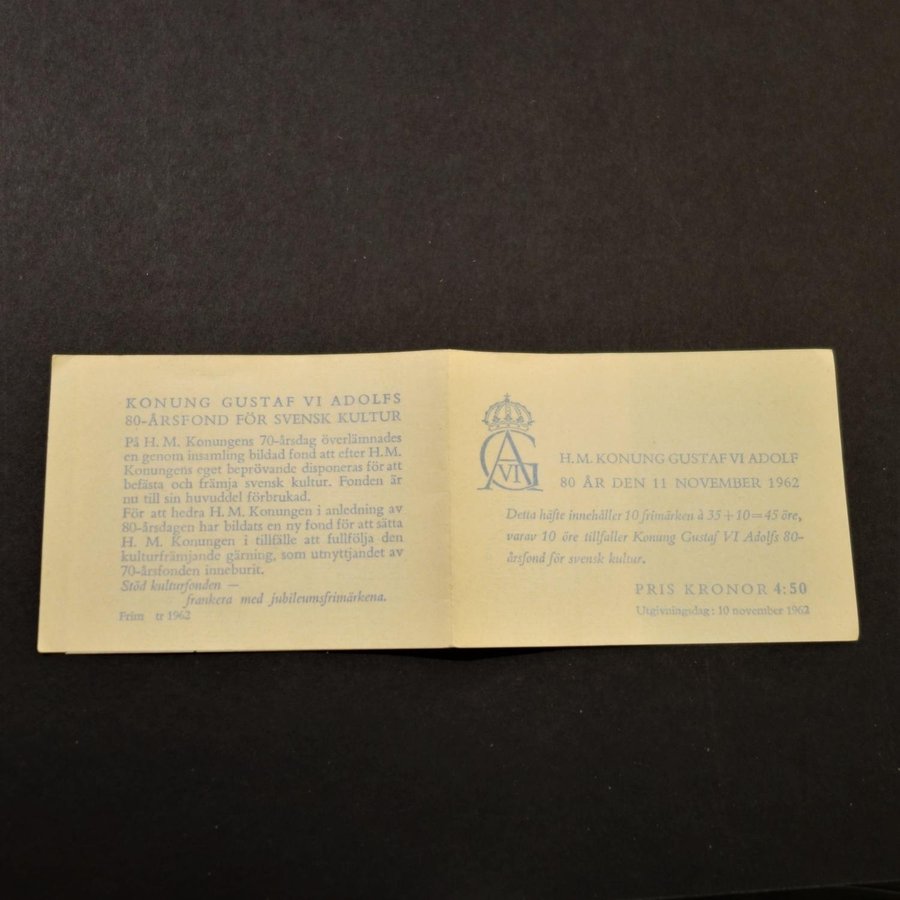 KONUNG GUSTAF VI ADOLFS
80-ÅRSFOND FÖR SVENSK KULTUR
På H. M. Konungens 70-årsdag överlämnades
en genom insamling bildad fond att efter H. M.
Konungens eget beprövande disponeras för att
befästa och främja svensk kultur. Fonden är
nu till sin huvuddel förbrukad.
För att hedra H. M. Konungen i anledning av
80-årsdagen har bildats en ny fond för att sätta
H. M. Konungen i tillfälle att fullfölja den
kulturfrämjande gärning, som utnyttjandet av
70-årsfonden inneburit.
Stöd kulturfonden —
frankera med jubileumsfrimärkena.
Frim tr 1962
G A VI
H. M. KONUNG GUSTAF VI ADOLF
80 ÅR DEN 11 NOVEMBER 1962
Detta häfte innehåller 10 frimärken à 35+10=45 öre,
varav 10 öre tillfaller Konung Gustaf VI Adolfs 80-
årsfond för svensk kultur.
PRIS KRONOR 4:50
Utgivningsdag: 10 november 1962